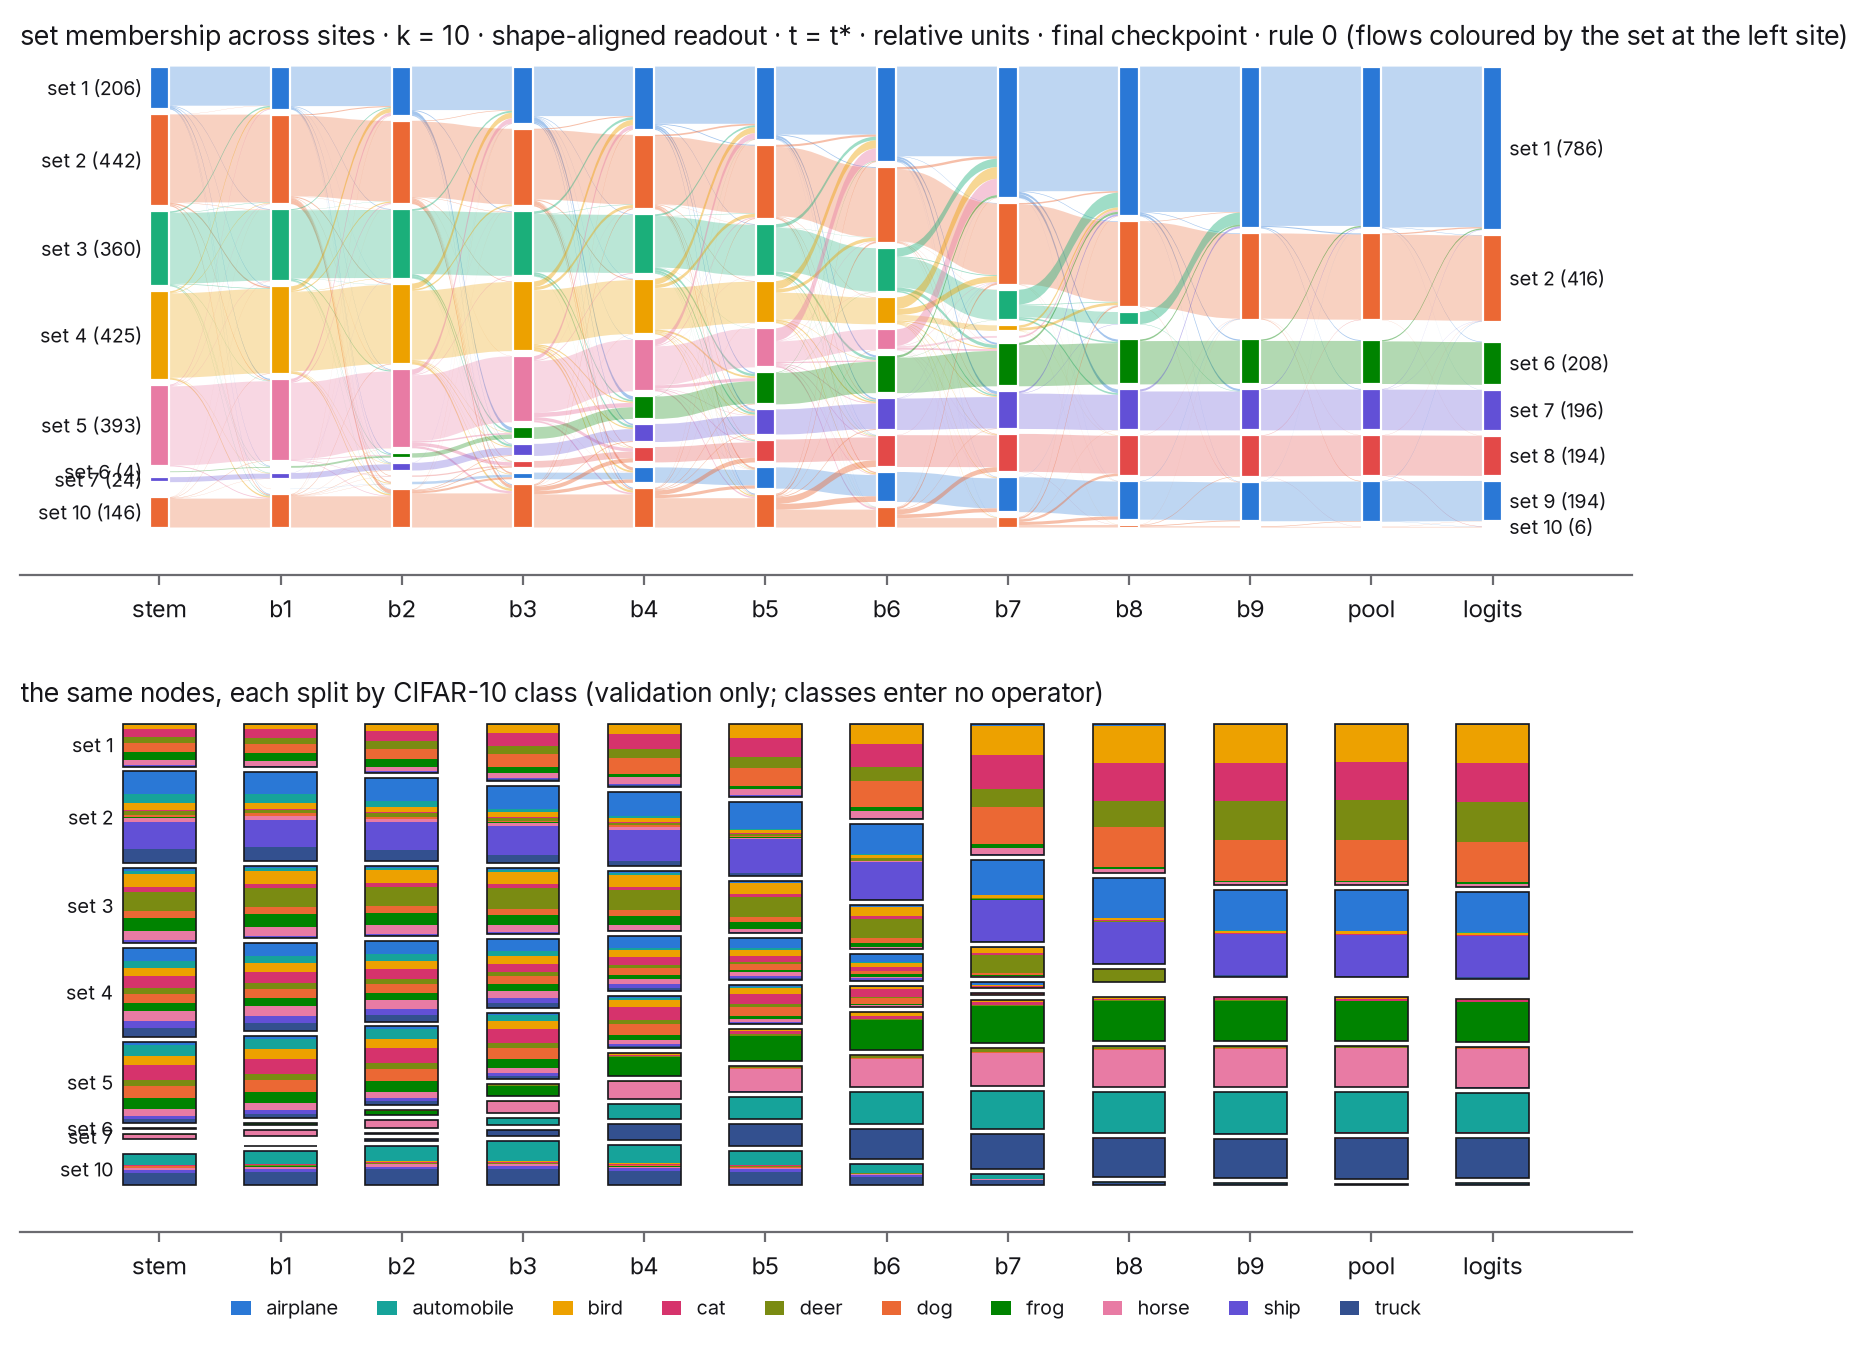 set membership across sites · k = 10 · shape-aligned readout · t = t* · relative units · final checkpoint · rule 0 (flows coloured by the set at the left site)
set 1 (206)
set 2 (442)
set 3 (360)
set 4 (425)
set 5 (393)
set 6 (4)
set 7 (24)
set 10 (146)
set 1 (786)
set 2 (416)
set 6 (208)
set 7 (196)
set 8 (194)
set 9 (194)
set 10 (6)
stem b1 b2 b3 b4 b5 b6 b7 b8 b9 pool logits
the same nodes, each split by CIFAR-10 class (validation only; classes enter no operator)
set 1
set 2
set 3
set 4
set 5
set 6
set 7
set 10
stem b1 b2 b3 b4 b5 b6 b7 b8 b9 pool logits
airplane automobile bird cat deer dog frog horse ship truck